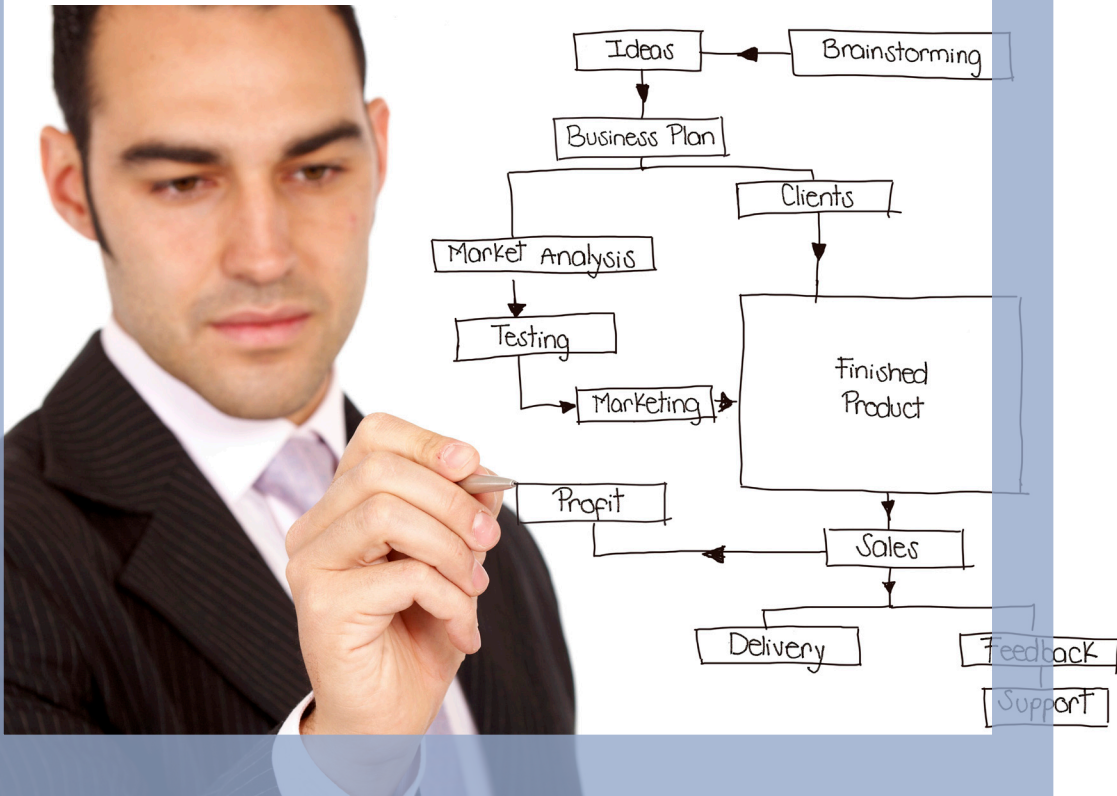 Ideas
Brainstorming
Business Plan
Clients
Market Analysis
Testing
Finished
Product
Marketing
Profit
Sales
Delivery
Feedback
Support